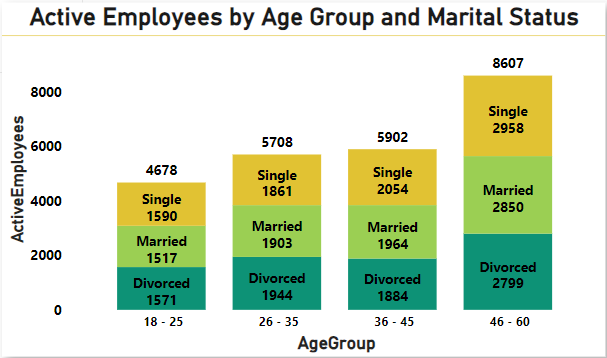 Active Employees by Age Group and Marital Status
ActiveEmployees
8000
6000
4000
2000
0
4678
Single
1590
Married
1517
Divorced
1571
18 - 25
5708
Single
1861
Married
1903
Divorced
1944
26 - 35
5902
Single
2054
Married
1964
Divorced
1884
36 - 45
8607
Single
2958
Married
2850
Divorced
2799
46 - 60
AgeGroup